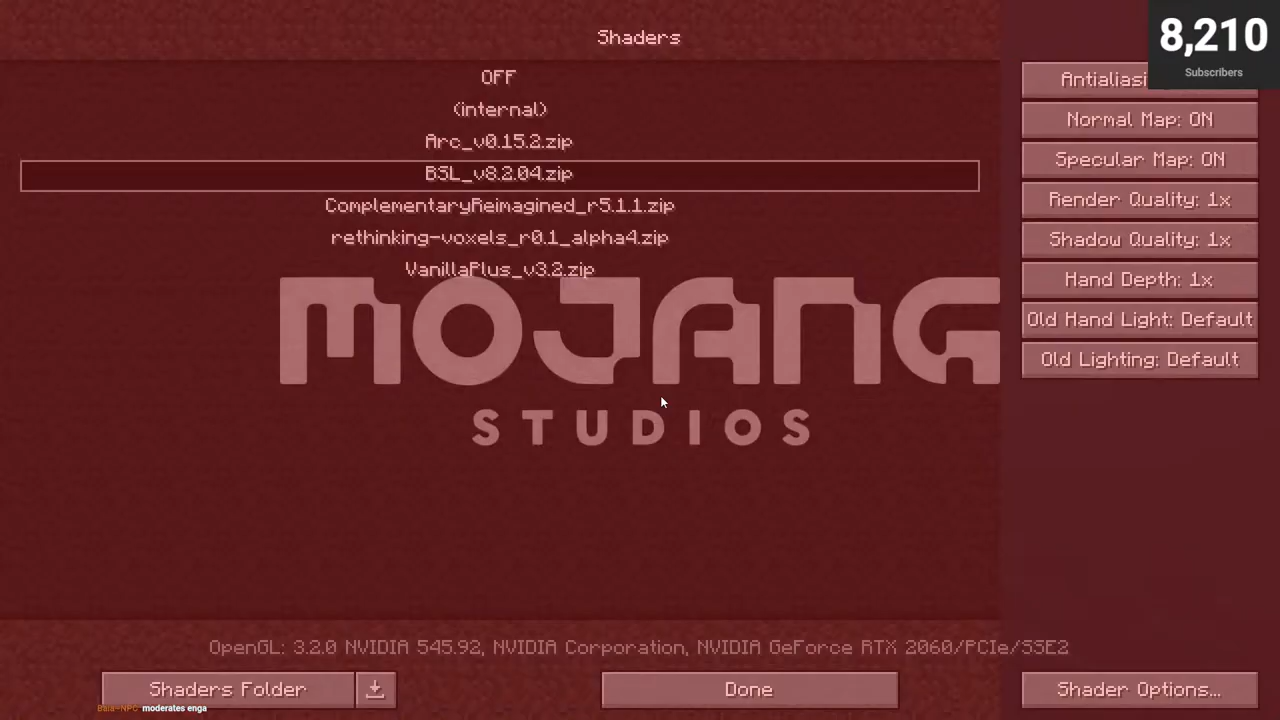 Shaders
8,210
Subscribers
OFF
(internal)
Arc_v0.15.2.zip
BSL_v8.2.04.zip
ComplementaryReimagined_r5.1.1.zip
rethinking-voxels_r0.1_alpha4.zip
VanillaPlus_v3.2.zip
MOJANG
STUDIOS
Normal Map: ON
Specular Map: ON
Render Quality: 1x
Shadow Quality: 1x
Hand Depth: 1x
Old Hand Light: Default
Old Lighting: Default
OpenGL: 3.2.0 NVIDIA 545.92, NVIDIA Corporation, NVIDIA GeForce RTX 2060/PCIe/SSE2
Shaders Folder
Done
Shader Options...
moderates enga